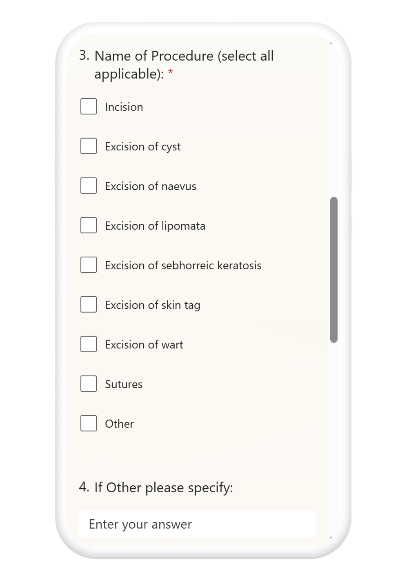 3. Name of Procedure (select all
applicable): *
Incision
Excision of cyst
Excision of naevus
Excision of lipomata
Excision of sebhorreic keratosis
Excision of skin tag
Excision of wart
Sutures
Other
4. If Other please specify:
Enter your answer